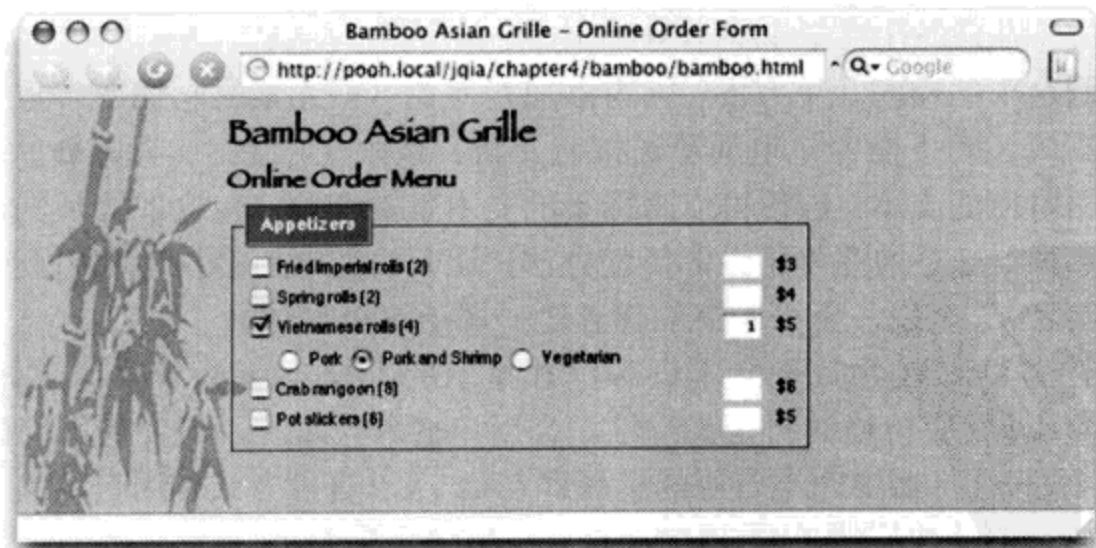 Bamboo Asian Grille – Online Order Form
http://pooh.local/jqia/chapter4/bamboo/bamboo.html Google
Bamboo Asian Grille
Online Order Menu
Appetizers
Fried Imperial rolls (2) $3
Spring rolls (2) $4
Vietnamese rolls (4) 1 $5
Pork Pork and Shrimp Vegetarian
Crab rangoon (8) $6
Pot stickers (6) $5